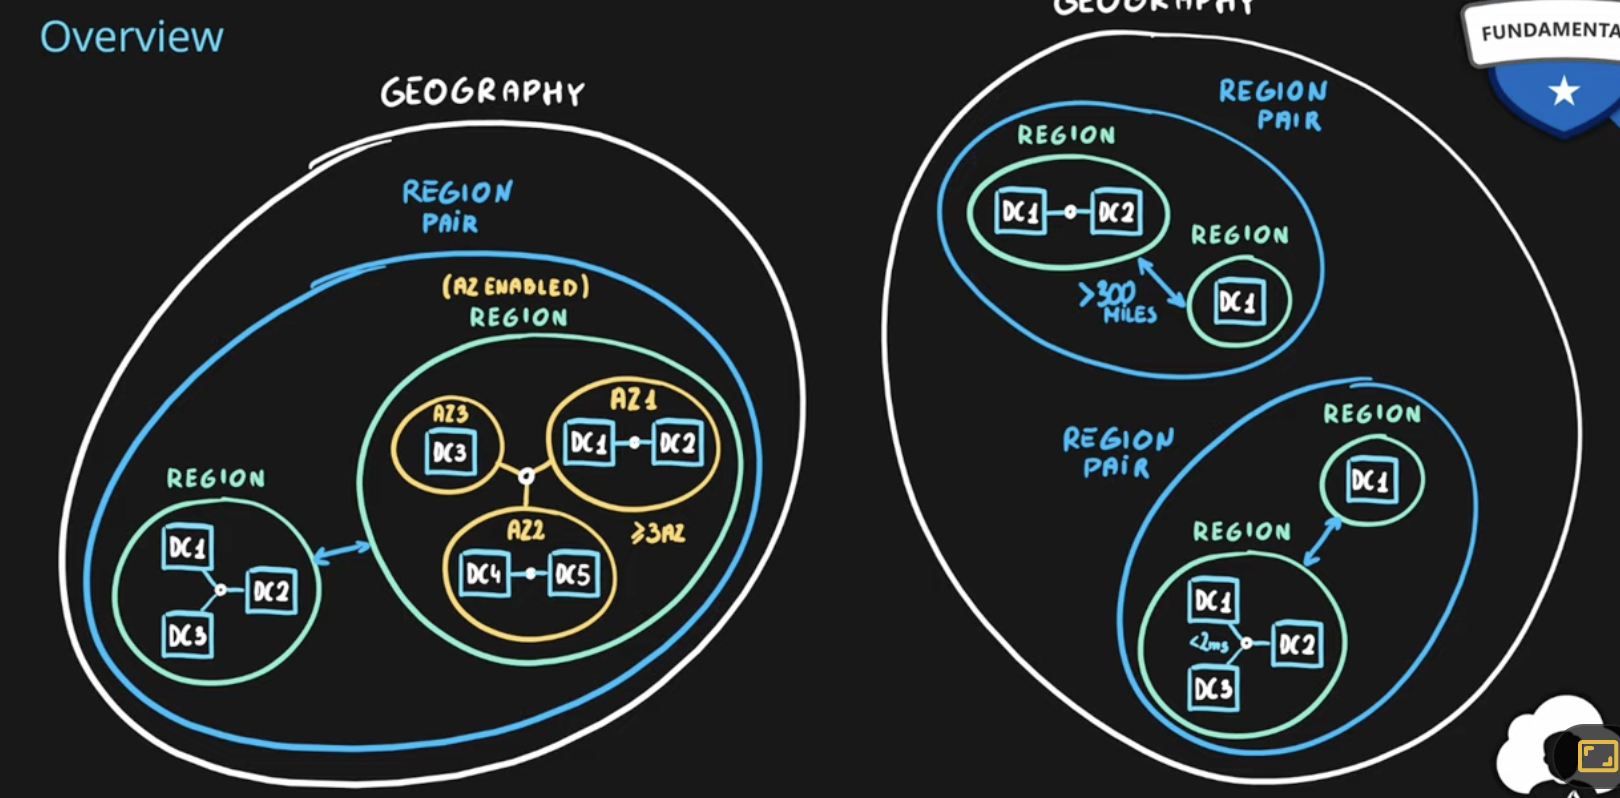 Overview
GEOGRAPHY
REGION
PAIR
(AZ ENABLED)
REGION
AZ3
DC3
AZ1
DC1
DC2
AZ2
DC4
DC5
≥3AZ
REGION
DC1
DC2
DC3
GEOGRAPHY
REGION
PAIR
REGION
DC1
DC2
REGION
DC1
>300
MILES
REGION
PAIR
REGION
DC1
REGION
DC1
<2ms
DC2
DC3